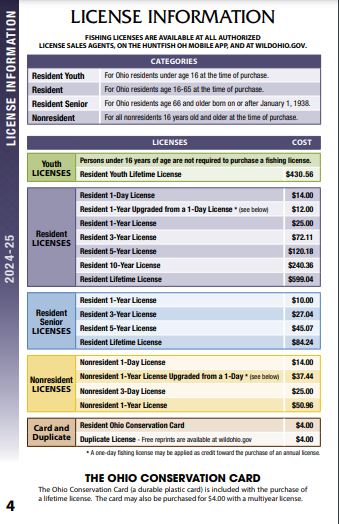 LICENSE INFORMATION
2024-25
LICENSE INFORMATION
FISHING LICENSES ARE AVAILABLE AT ALL AUTHORIZED
LICENSE SALES AGENTS, ON THE HUNTFISH OH MOBILE APP, AND AT WILDOHIO.GOV.
CATEGORIES
Resident Youth For Ohio residents under age 16 at the time of purchase.
Resident For Ohio residents age 16-65 at the time of purchase.
Resident Senior For Ohio residents age 66 and older born on or after January 1, 1938.
Nonresident For all nonresidents 16 years old and older at the time of purchase.
LICENSES COST
Youth LICENSES
Persons under 16 years of age are not required to purchase a fishing license.
Resident Youth Lifetime License $430.56
Resident LICENSES
Resident 1-Day License $14.00
Resident 1-Year Upgraded from a 1-Day License * (see below) $12.00
Resident 1-Year License $25.00
Resident 3-Year License $72.11
Resident 5-Year License $120.18
Resident 10-Year License $240.36
Resident Lifetime License $599.04
Resident Senior LICENSES
Resident 1-Year License $10.00
Resident 3-Year License $27.04
Resident 5-Year License $45.07
Resident Lifetime License $84.24
Nonresident LICENSES
Nonresident 1-Day License $14.00
Nonresident 1-Year License Upgraded from a 1-Day * (see below) $37.44
Nonresident 3-Day License $25.00
Nonresident 1-Year License $50.96
Card and Duplicate
Resident Ohio Conservation Card $4.00
Duplicate License - Free reprints are available at wildohio.gov $4.00
* A one-day fishing license may be applied as credit toward the purchase of an annual license.
THE OHIO CONSERVATION CARD
The Ohio Conservation Card (a durable plastic card) is included with the purchase of
a lifetime license. The card may also be purchased for $4.00 with a multiyear license.
4